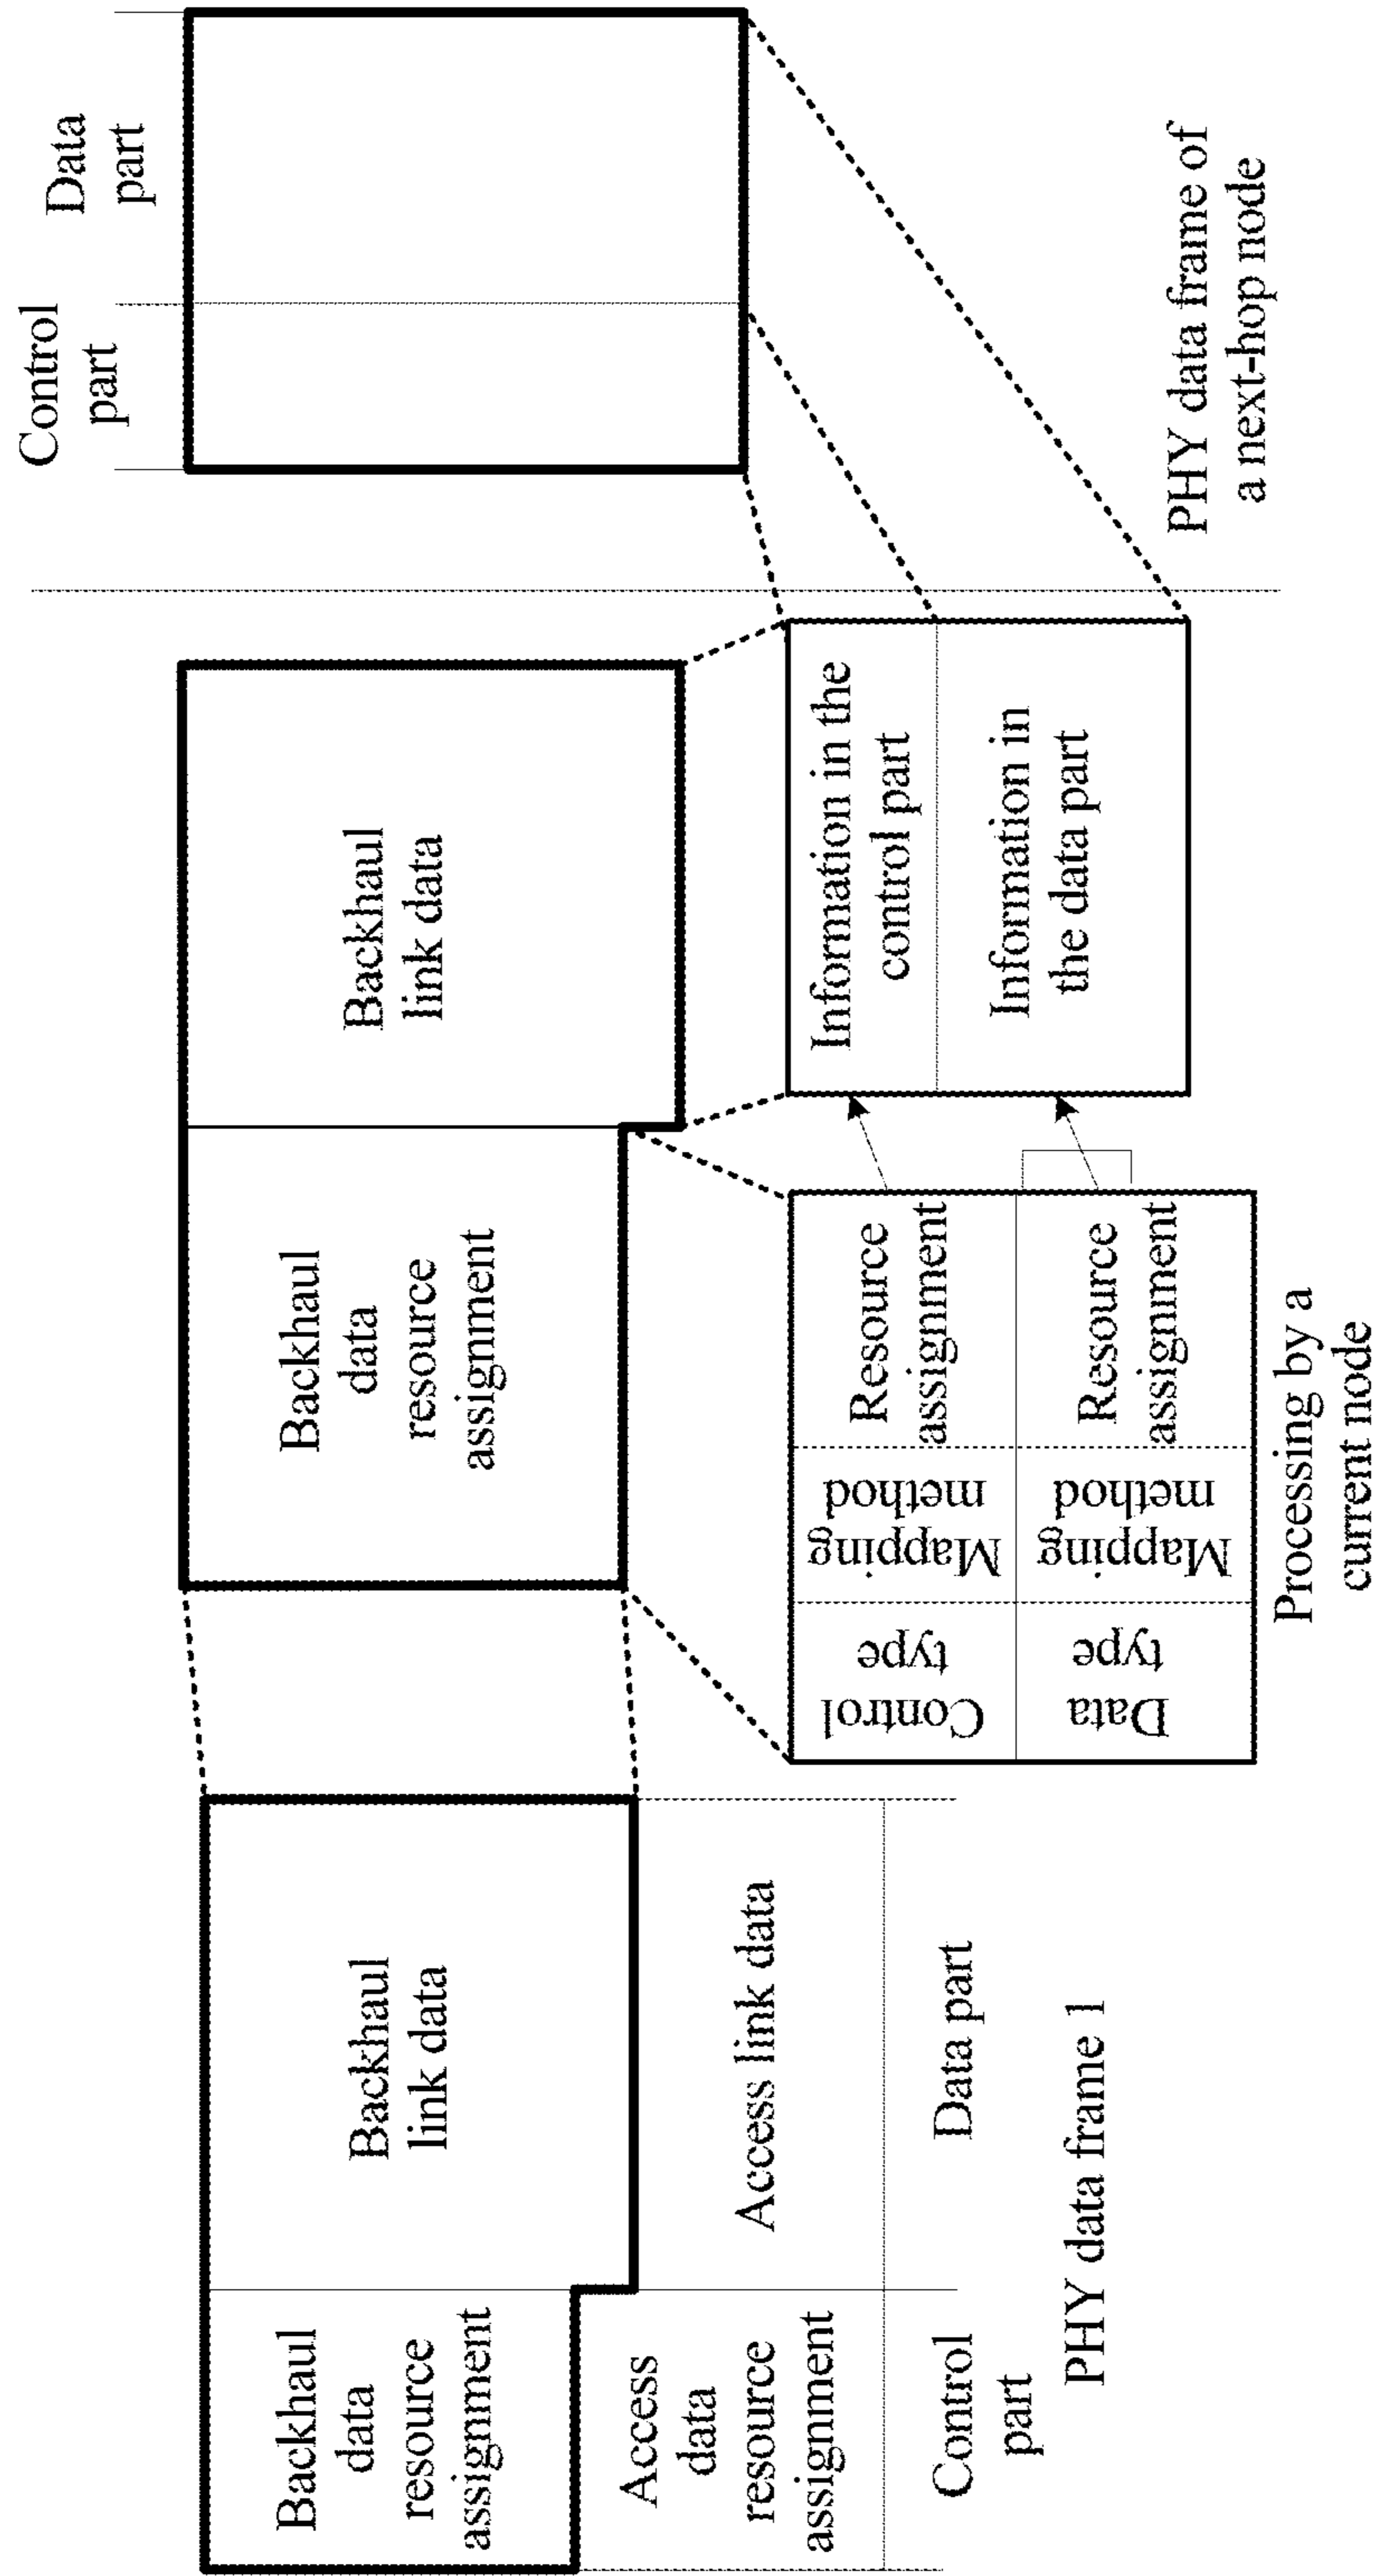 Backhaul
data
resource
assignment
Backhaul
link data
Access
data
resource
assignment
Access link data
Control
part
Data part
PHY data frame 1
Backhaul
data
resource
assignment
Backhaul
link data
Control
type
Mapping
method
Resource
assignment
Data
type
Mapping
method
Resource
assignment
Information in the
control part
Information in
the data part
Processing by a
current node
Control
part
Data
part
PHY data frame of
a next-hop node